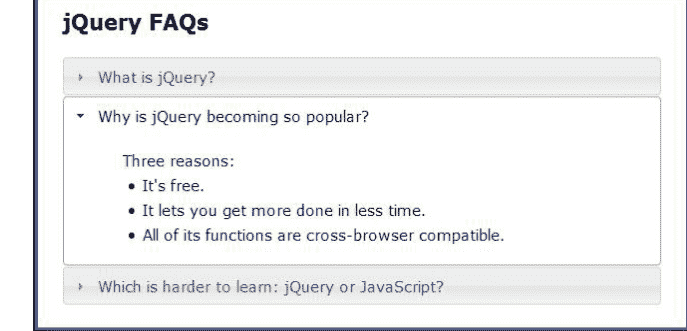 jQuery FAQs
What is jQuery?
Why is jQuery becoming so popular?
Three reasons:
It's free.
It lets you get more done in less time.
All of its functions are cross-browser compatible.
Which is harder to learn: jQuery or JavaScript?